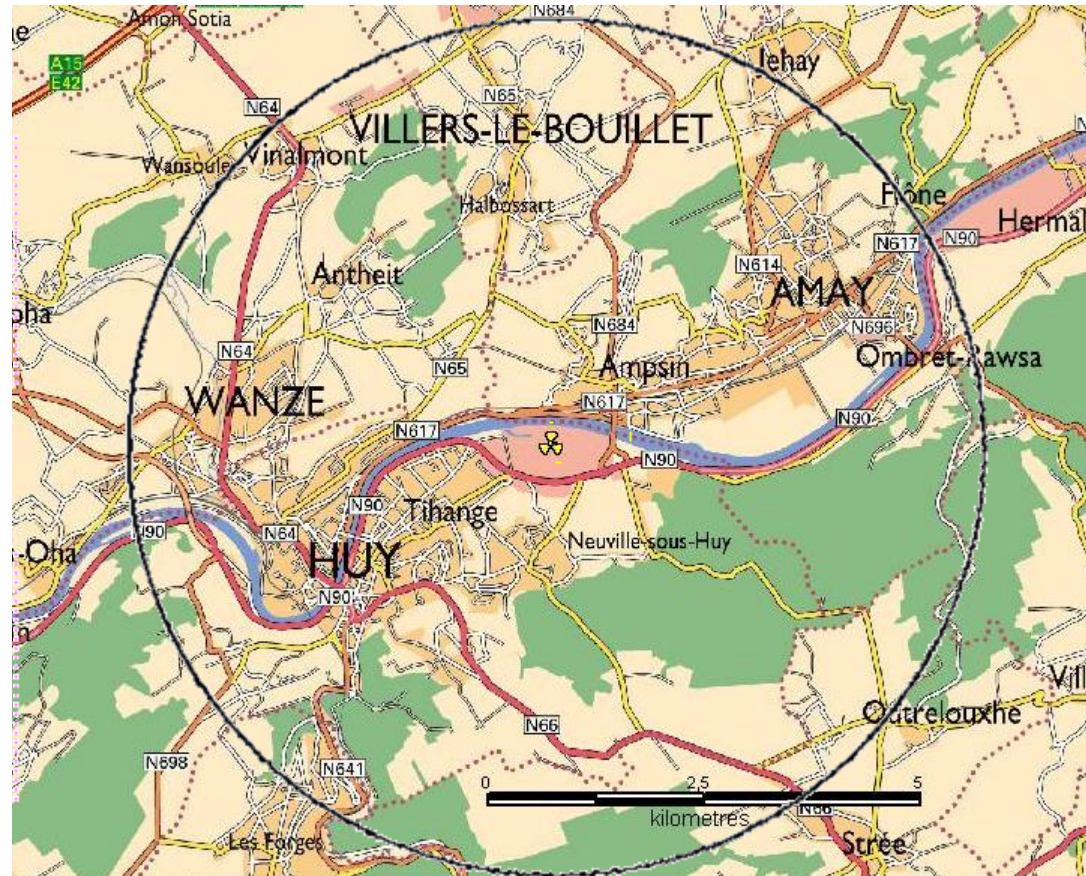 Amon Sotia
N684
A15
E42
Jehay
N64
N65
VILLERS-LE-BOUILLET
Wansoule
Vinalmont
Halbossart
Flône
Hermal
N617
N90
Antheit
N614
AMAY
N684
N696
N64
N65
Ampsin
Ombret-Rawsa
WANZE
N617
N617
N90
N90
N90
Tihange
N90
N64
-Oha
HUY
Neuville-sous-Huy
N90
Vill
Outrelouxhe
N66
N698
N641
0
2,5
5
kilometres
N66
Les Forges
Strée